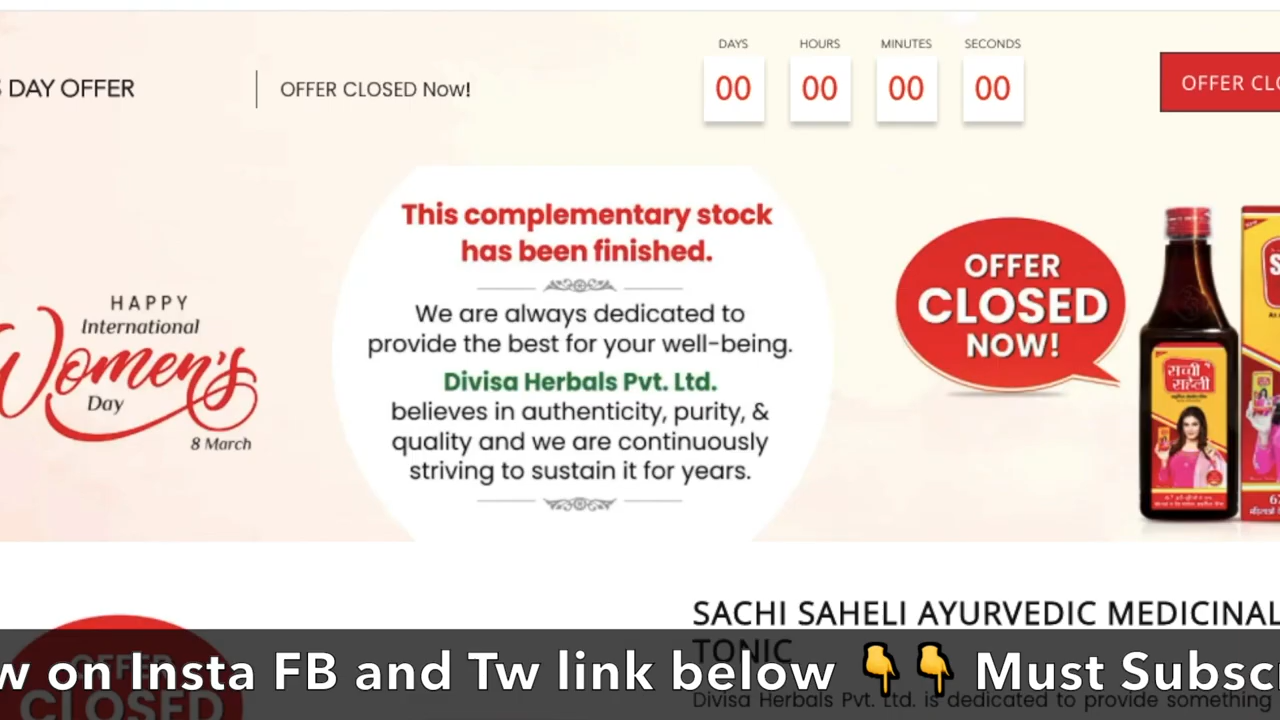 DAY OFFER
OFFER CLOSED Now!
DAYS HOURS MINUTES SECONDS
00 00 00 00
OFFER CLO
This complementary stock
has been finished.
We are always dedicated to
provide the best for your well-being.
Divisa Herbals Pvt. Ltd.
believes in authenticity, purity, &
quality and we are continuously
striving to sustain it for years.
HAPPY
International
Women's
Day
8 March
OFFER
CLOSED
NOW!
सच्ची
सहेली
SACHI SAHELI AYURVEDIC MEDICINAL
TONIC
Divisa Herbals Pvt. Ltd. is dedicated to provide something
OFFER
CLOSED
w on Insta FB and Tw link below 👇👇 Must Subsc